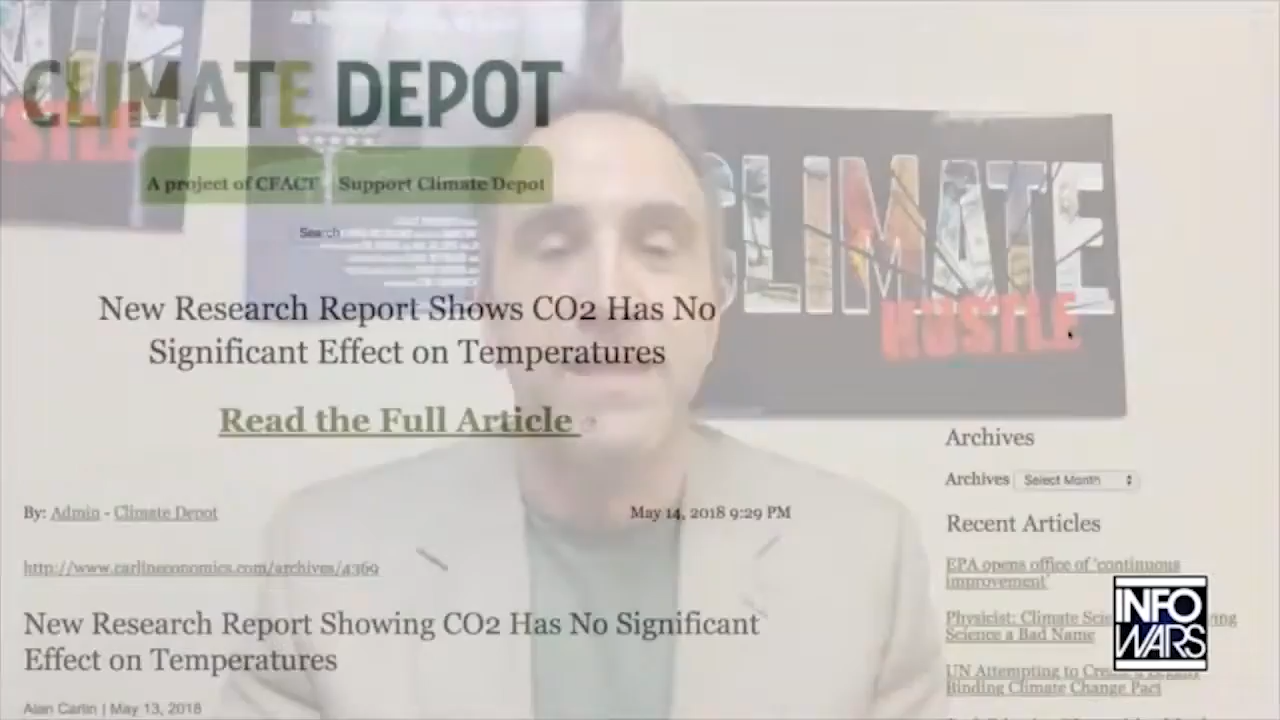 CLIMATE DEPOT
A project of CFACT
Support Climate Depot
Search
CLIMATE
HUSTLE
New Research Report Shows CO2 Has No
Significant Effect on Temperatures
Read the Full Article
By: Admin - Climate Depot
May 14, 2018 9:29 PM
http://www.carlineconomics.com/archives/4369
New Research Report Showing CO2 Has No Significant
Effect on Temperatures
Alan Carlin | May 13, 2018
Archives
Archives Select Month
Recent Articles
EPA opens office of 'continuous
improvement'
Physicist: Climate
Science a Bad Name
UN Attempting to
Binding Climate Change Pact
INFO
WARS